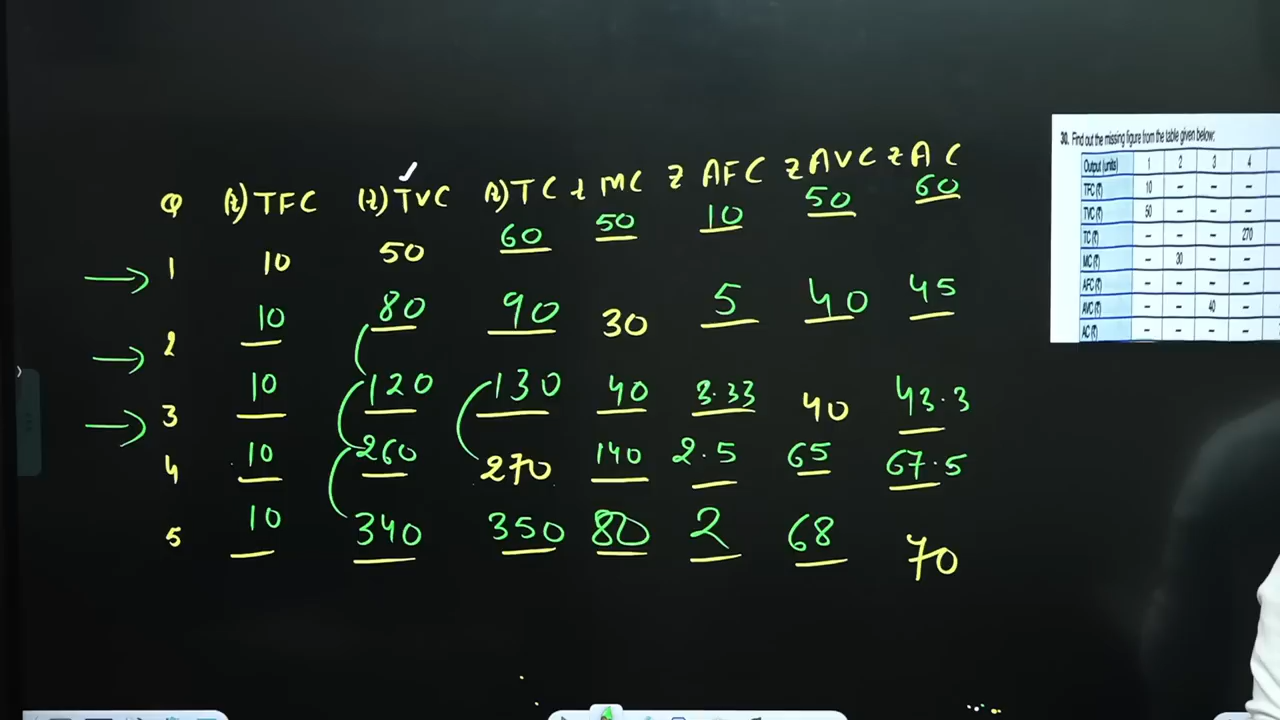 Q (₹) TFC (₹) TVC (₹) TC ₹ MC ₹ AFC ₹ AVC ₹ AC
1 10 50 60 50 10 50 60
2 10 80 90 30 5 40 45
3 10 120 130 40 3.33 40 43.3
4 10 260 270 140 2.5 65 67.5
5 10 340 350 80 2 68 70
30. Find out the missing figure from the table given below:
Output (units) 1 2 3 4
TFC (₹) 10 – – –
TVC (₹) 50 – – –
TC (₹) – – – 270
MC (₹) – 30 – –
AFC (₹) – – – –
AVC (₹) – – 40 –
AC (₹) – – – –